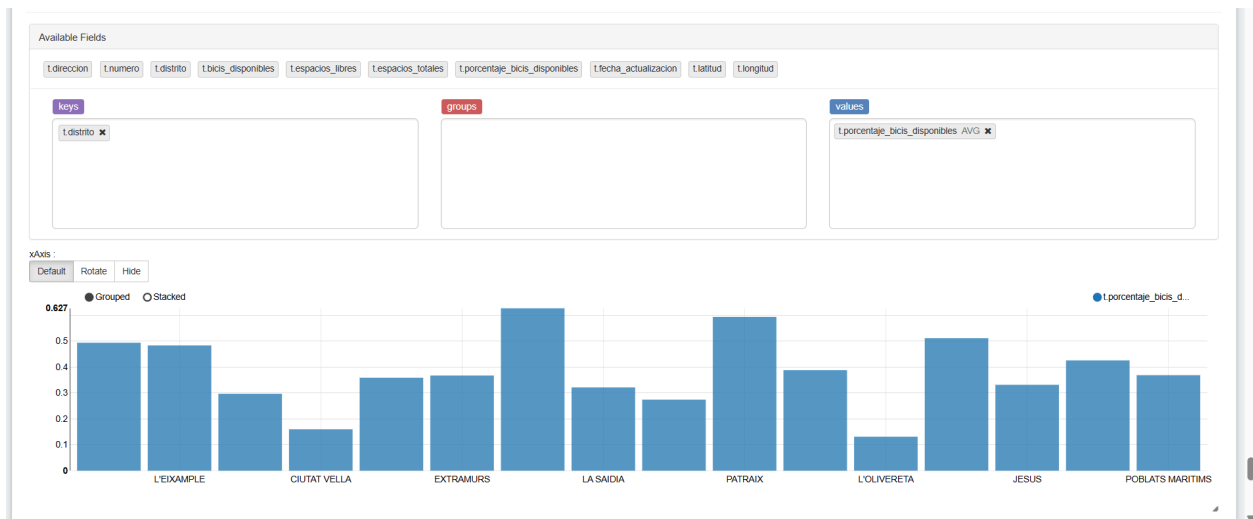 Available Fields
t.direccion t.numero t.distrito t.bicis_disponibles t.espacios_libres t.espacios_totales t.porcentaje_bicis_disponibles t.fecha_actualizacion t.latitud t.longitud
keys groups values
t.distrito ✖ t.porcentaje_bicis_disponibles AVG ✖
xAxis :
Default Rotate Hide
Grouped Stacked t.porcentaje_bicis_d...
0.627
0.5
0.4
0.3
0.2
0.1
0
L'EIXAMPLE CIUTAT VELLA EXTRAMURS LA SAIDIA PATRAIX L'OLIVERETA JESUS POBLATS MARITIMS